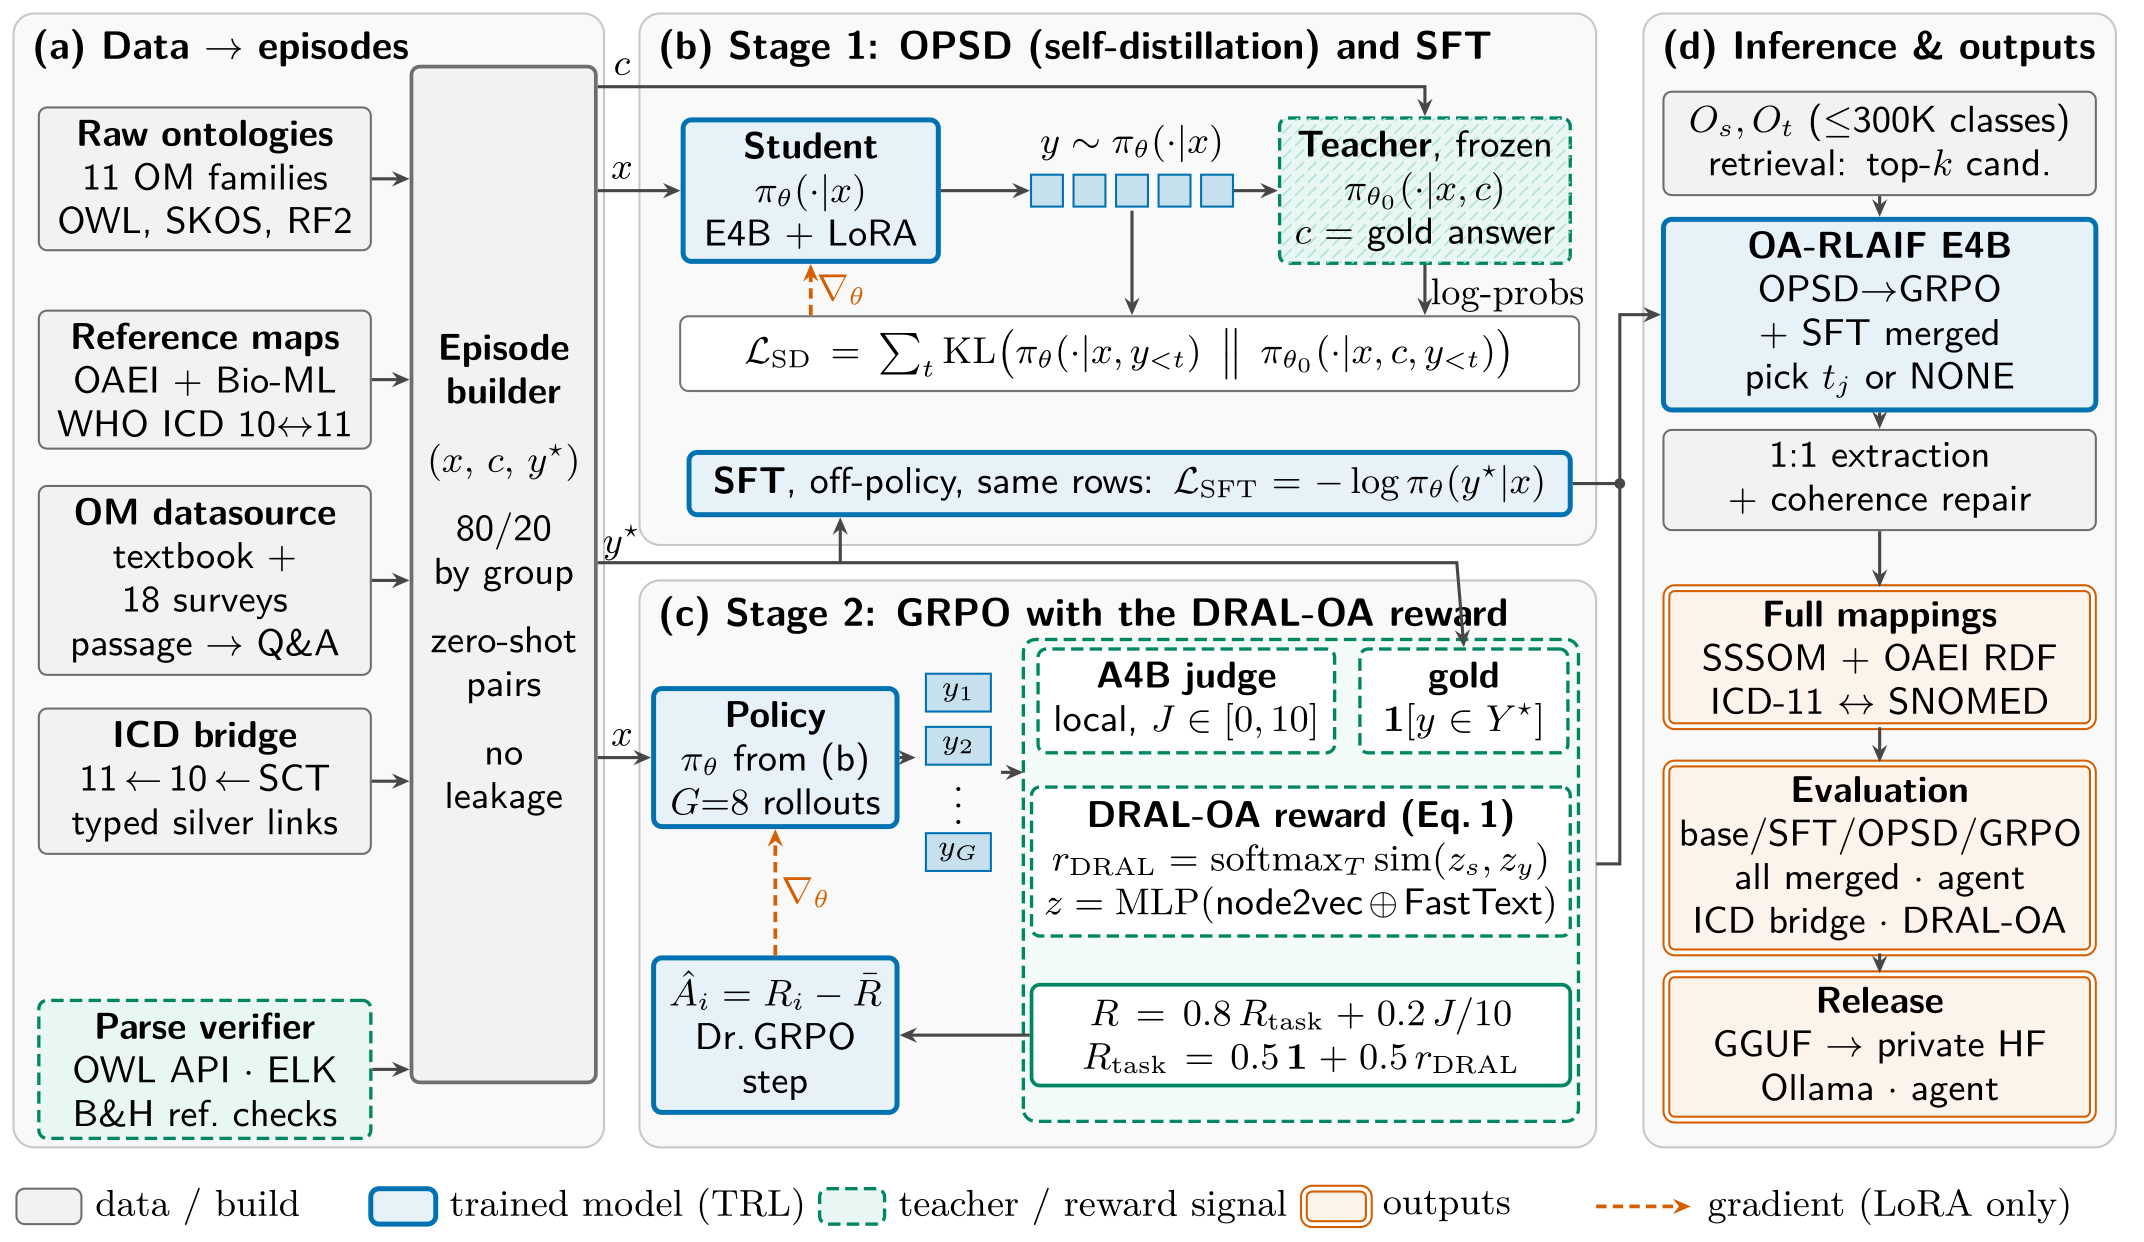 (a) Data → episodes
Raw ontologies
11 OM families
OWL, SKOS, RF2
Reference maps
OAEI + Bio-ML
WHO ICD 10↔11
OM datasource
textbook +
18 surveys
passage → Q&A
ICD bridge
11←10←SCT
typed silver links
Parse verifier
OWL API · ELK
B&H ref. checks
Episode
builder
(x, c, y⋆)
80/20
by group
zero-shot
pairs
no
leakage
c
x
y⋆
x
(b) Stage 1: OPSD (self-distillation) and SFT
Student
πθ(·|x)
E4B + LoRA
y ∼ πθ(·|x)
Teacher, frozen
πθ0(·|x, c)
c = gold answer
∇θ
log-probs
ℒSD = ∑t KL(πθ(·|x, y<t) ‖ πθ0(·|x, c, y<t))
SFT, off-policy, same rows: ℒSFT = − log πθ(y⋆|x)
(c) Stage 2: GRPO with the DRAL-OA reward
Policy
πθ from (b)
G=8 rollouts
y1
y2
⋮
yG
A4B judge
local, J ∈ [0, 10]
gold
1[y ∈ Y⋆]
DRAL-OA reward (Eq. 1)
rDRAL = softmaxT sim(zs, zy)
z = MLP(node2vec ⊕ FastText)
∇θ
Âi = Ri − R̄
Dr. GRPO
step
R = 0.8 Rtask + 0.2 J/10
Rtask = 0.5 1 + 0.5 rDRAL
(d) Inference & outputs
Os, Ot (≤300K classes)
retrieval: top-k cand.
OA-RLAIF E4B
OPSD→GRPO
+ SFT merged
pick tj or NONE
1:1 extraction
+ coherence repair
Full mappings
SSSOM + OAEI RDF
ICD-11 ↔ SNOMED
Evaluation
base/SFT/OPSD/GRPO
all merged · agent
ICD bridge · DRAL-OA
Release
GGUF → private HF
Ollama · agent
data / build
trained model (TRL)
teacher / reward signal
outputs
gradient (LoRA only)